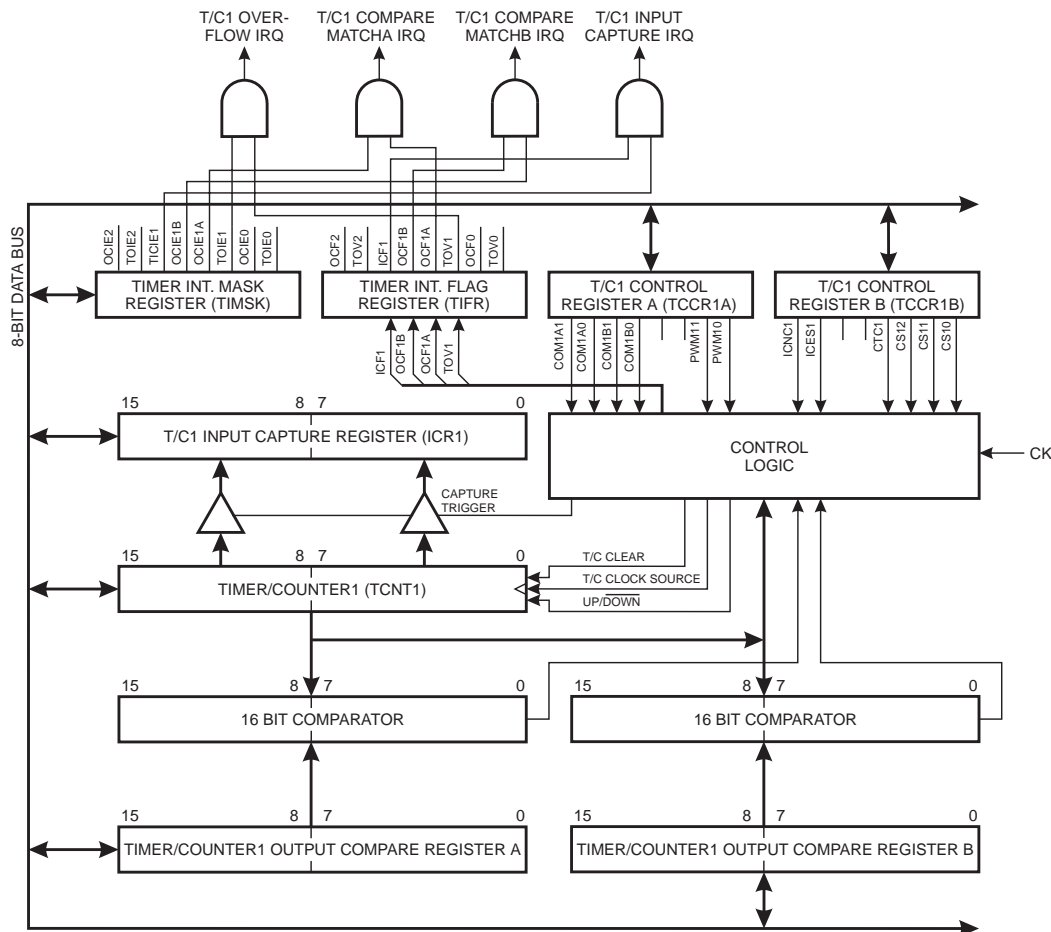 T/C1 OVER-
FLOW IRQ
T/C1 COMPARE
MATCHA IRQ
T/C1 COMPARE
MATCHB IRQ
T/C1 INPUT
CAPTURE IRQ
8-BIT DATA BUS
OCIE2
TOIE2
TICIE1
OCIE1B
OCIE1A
TOIE1
OCIE0
TOIE0
OCF2
TOV2
ICF1
OCF1B
OCF1A
TOV1
OCF0
TOV0
TIMER INT. MASK
REGISTER (TIMSK)
TIMER INT. FLAG
REGISTER (TIFR)
T/C1 CONTROL
REGISTER A (TCCR1A)
T/C1 CONTROL
REGISTER B (TCCR1B)
ICF1
OCF1B
OCF1A
TOV1
COM1A1
COM1A0
COM1B1
COM1B0
PWM11
PWM10
ICNC1
ICES1
CTC1
CS12
CS11
CS10
15 8 7 0
T/C1 INPUT CAPTURE REGISTER (ICR1)
CONTROL
LOGIC
CK
CAPTURE
TRIGGER
15 8 7 0
TIMER/COUNTER1 (TCNT1)
T/C CLEAR
T/C CLOCK SOURCE
UP/DOWN
15 8 7 0
16 BIT COMPARATOR
15 8 7 0
16 BIT COMPARATOR
15 8 7 0
TIMER/COUNTER1 OUTPUT COMPARE REGISTER A
15 8 7 0
TIMER/COUNTER1 OUTPUT COMPARE REGISTER B